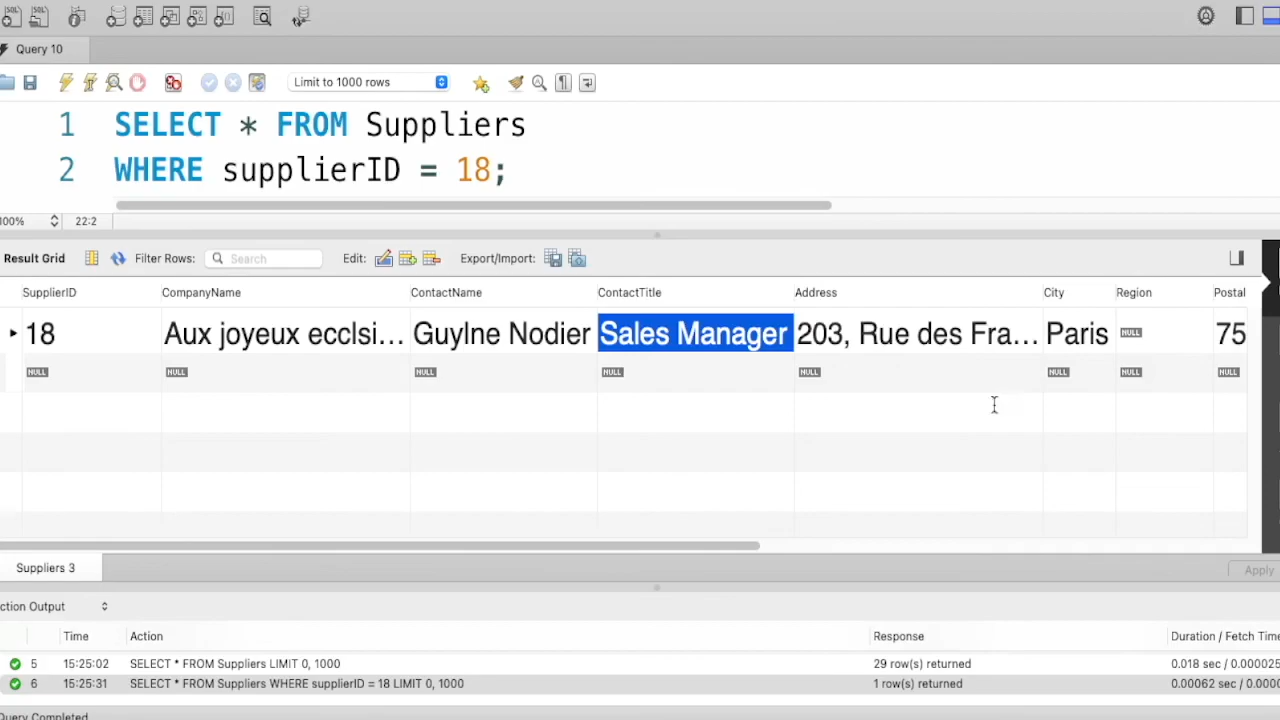 Query 10
Limit to 1000 rows
1 SELECT * FROM Suppliers
2 WHERE supplierID = 18;
100% 22:2
Result Grid Filter Rows: Search Edit: Export/Import:
SupplierID CompanyName ContactName ContactTitle Address City Region Postal
18 Aux joyeux ecclsi... Guylne Nodier Sales Manager 203, Rue des Fra... Paris NULL 75
NULL NULL NULL NULL NULL NULL NULL NULL
Suppliers 3 Apply
ction Output
Time Action Response Duration / Fetch Time
5 15:25:02 SELECT * FROM Suppliers LIMIT 0, 1000 29 row(s) returned 0.018 sec / 0.000025
6 15:25:31 SELECT * FROM Suppliers WHERE supplierID = 18 LIMIT 0, 1000 1 row(s) returned 0.00062 sec / 0.0000
Query Completed